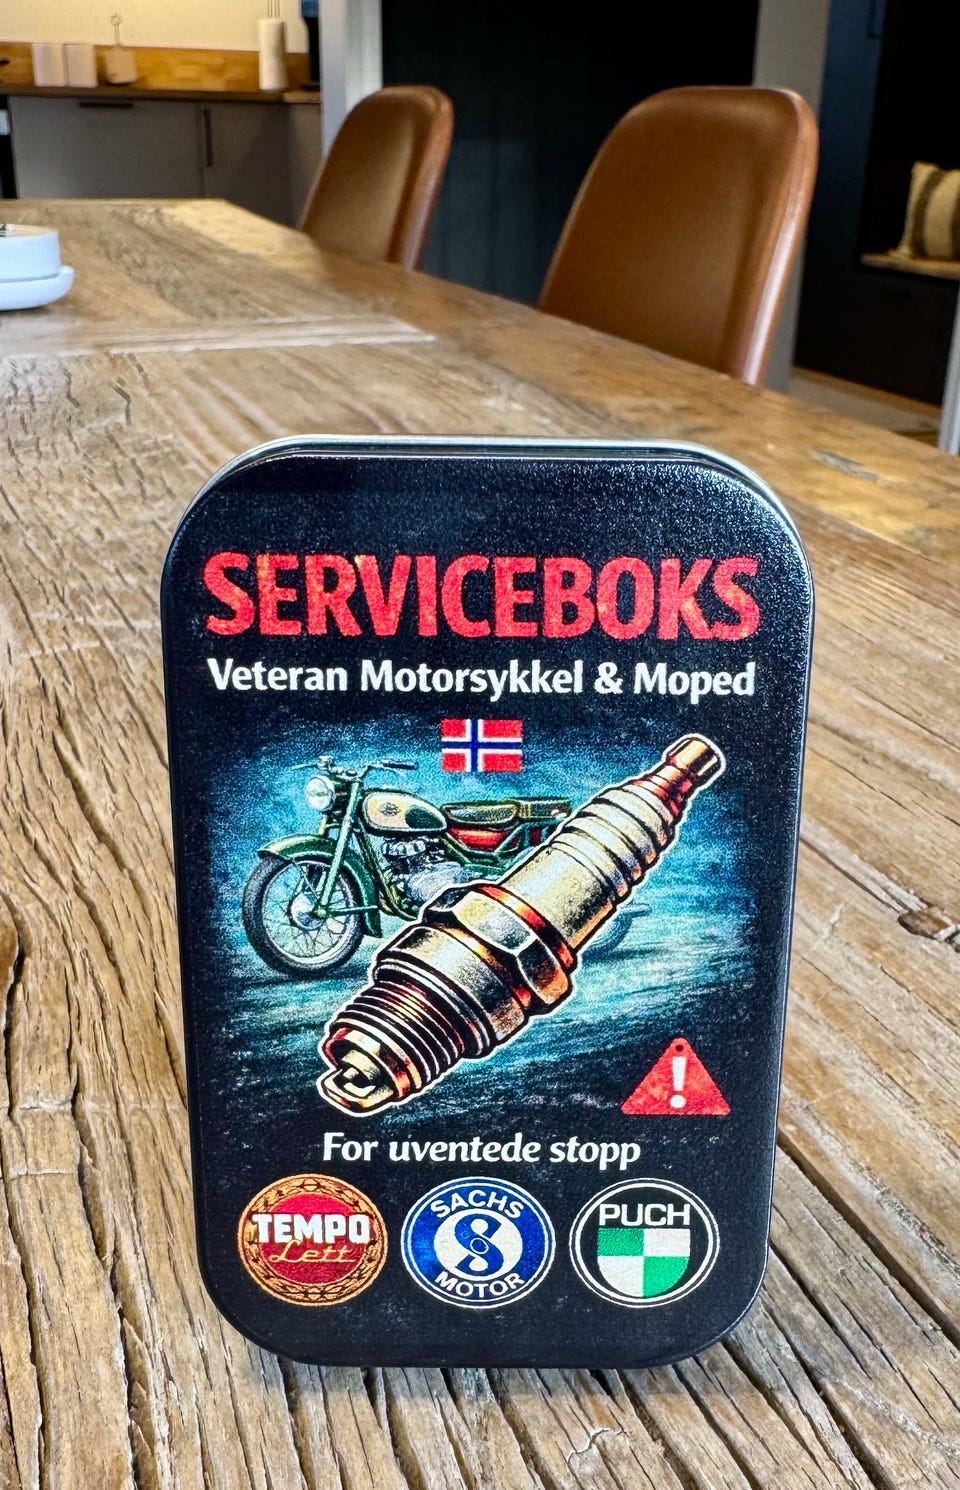 SERVICEBOKS
Veteran Motorsykkel & Moped
For uventede stopp
TEMPO
Lett
SACHS
MOTOR
PUCH